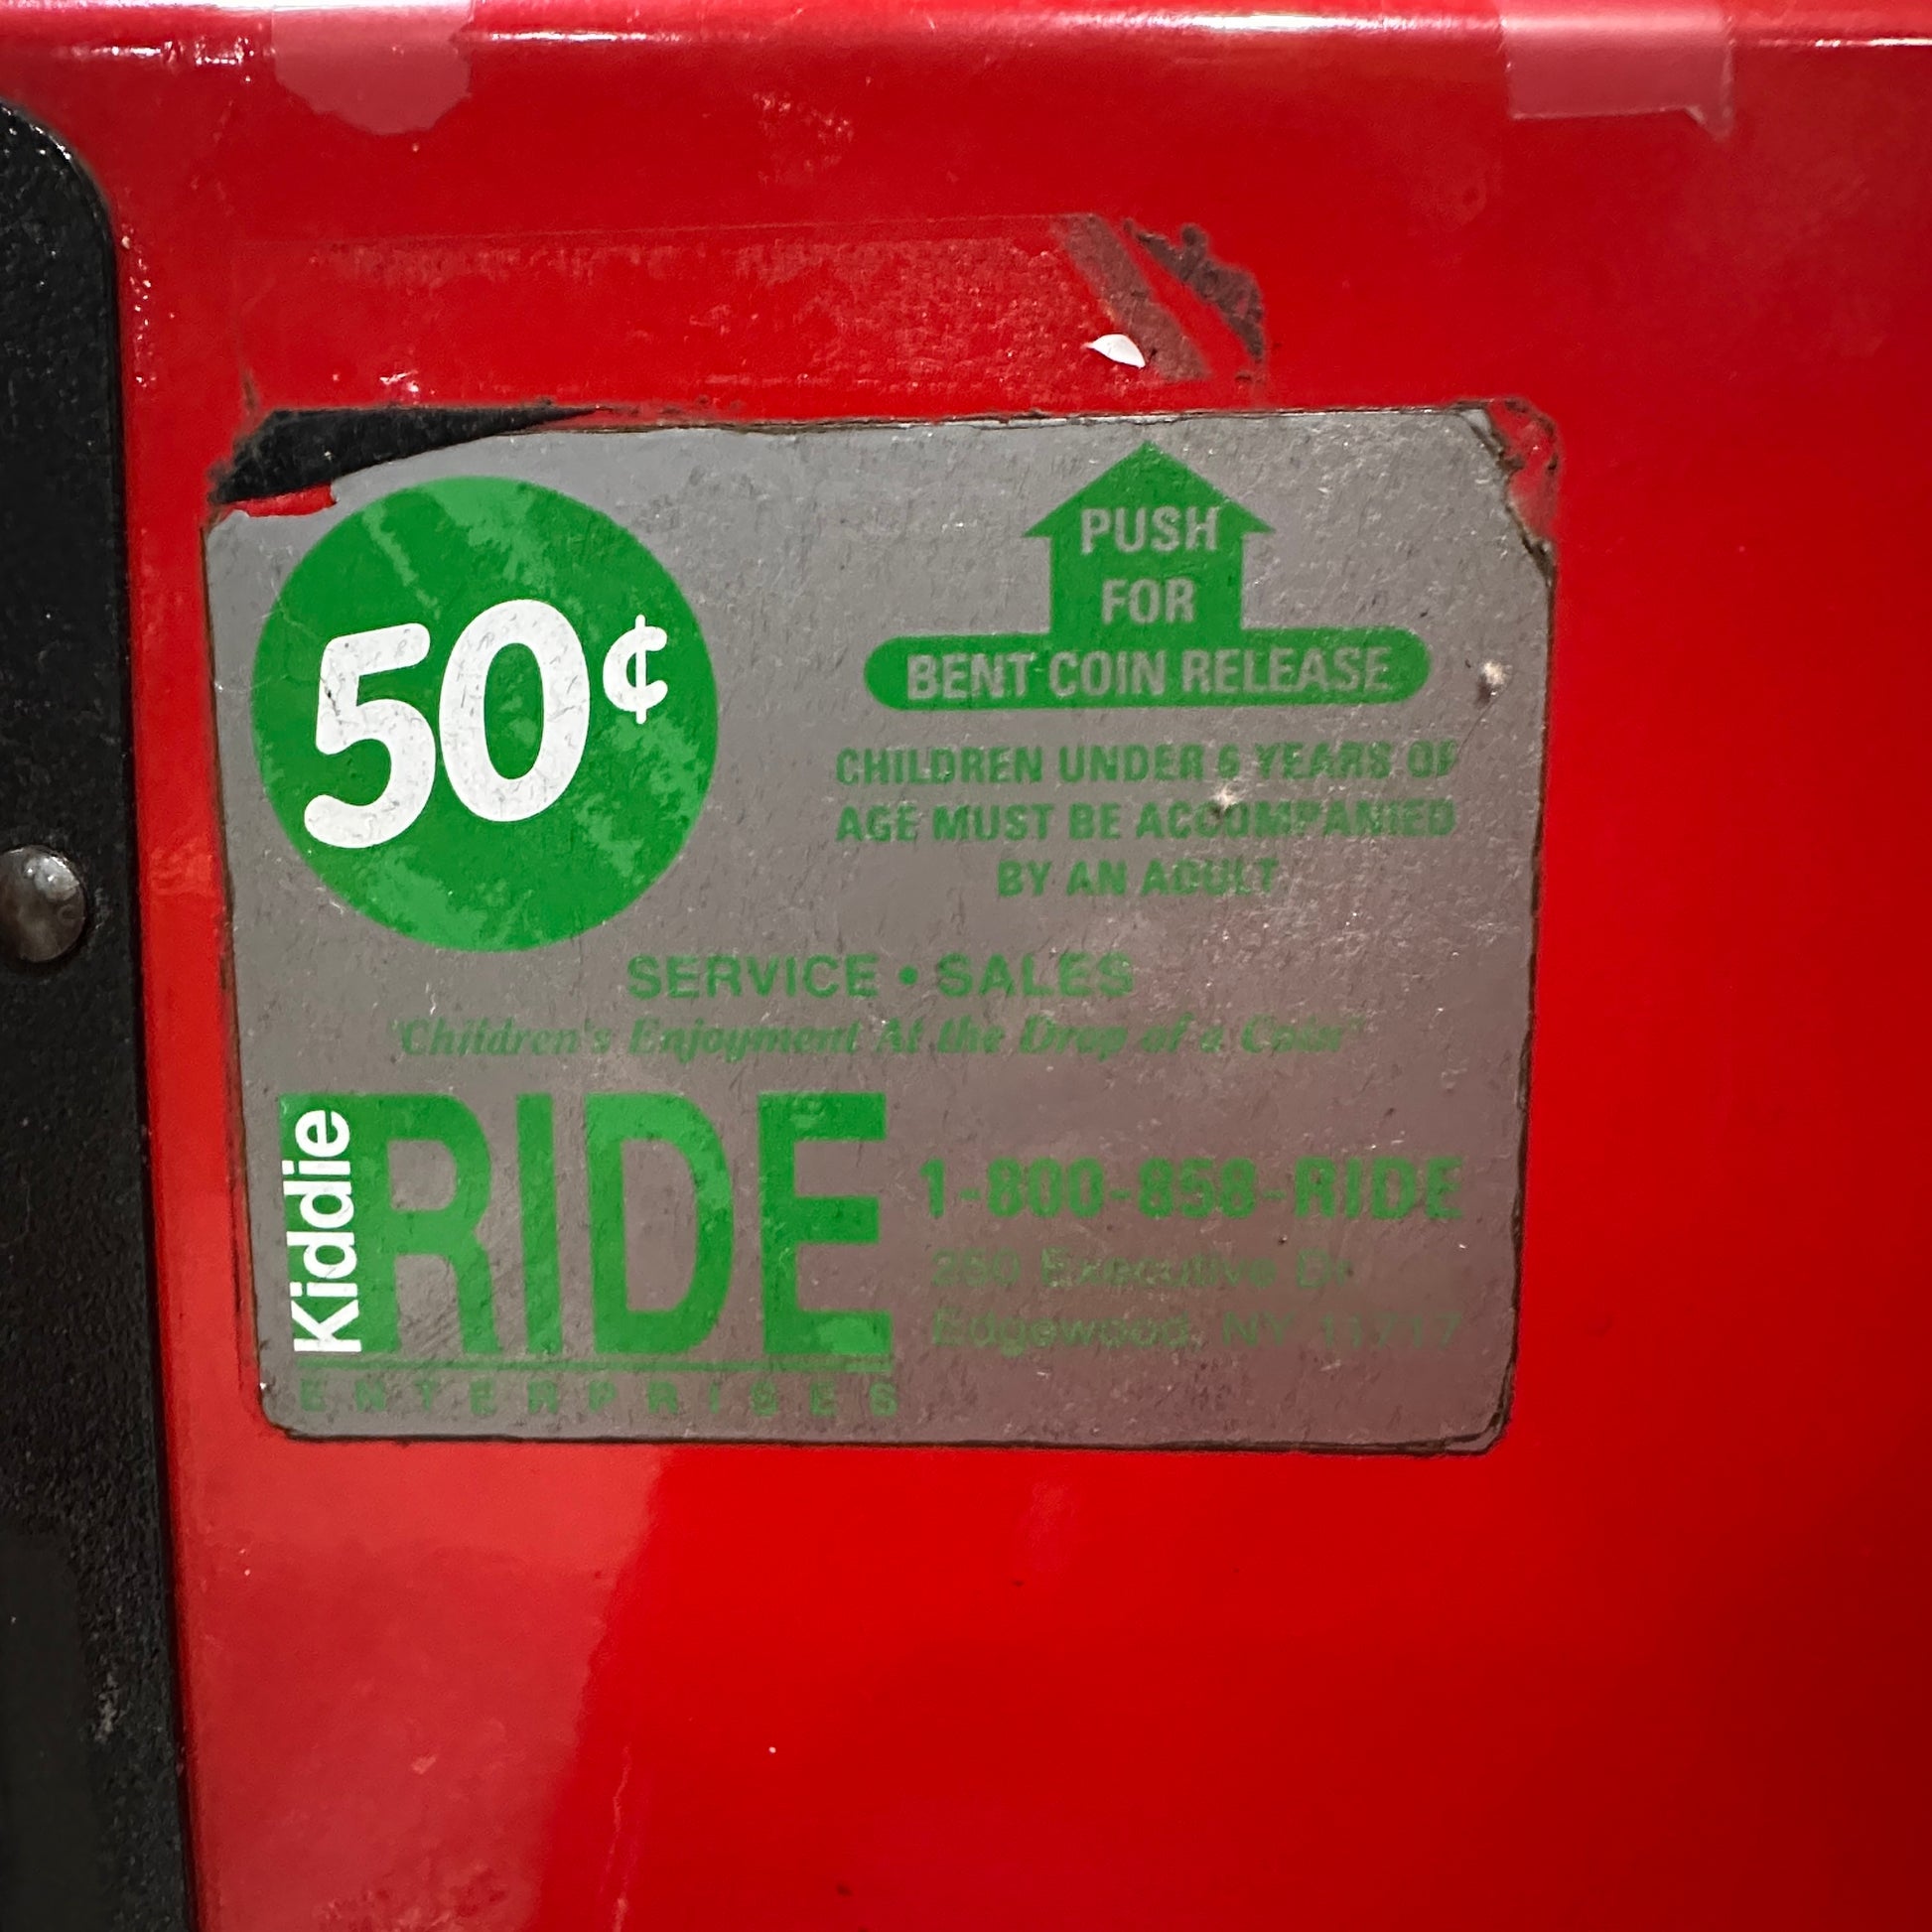 50¢
PUSH
FOR
BENT COIN RELEASE
CHILDREN UNDER 6 YEARS OF
AGE MUST BE ACCOMPANIED
BY AN ADULT
SERVICE • SALES
"Children's Enjoyment At the Drop of a Coin"
Kiddie
RIDE
ENTERPRISES
1-800-858-RIDE
250 Executive Dr
Edgewood, NY 11717